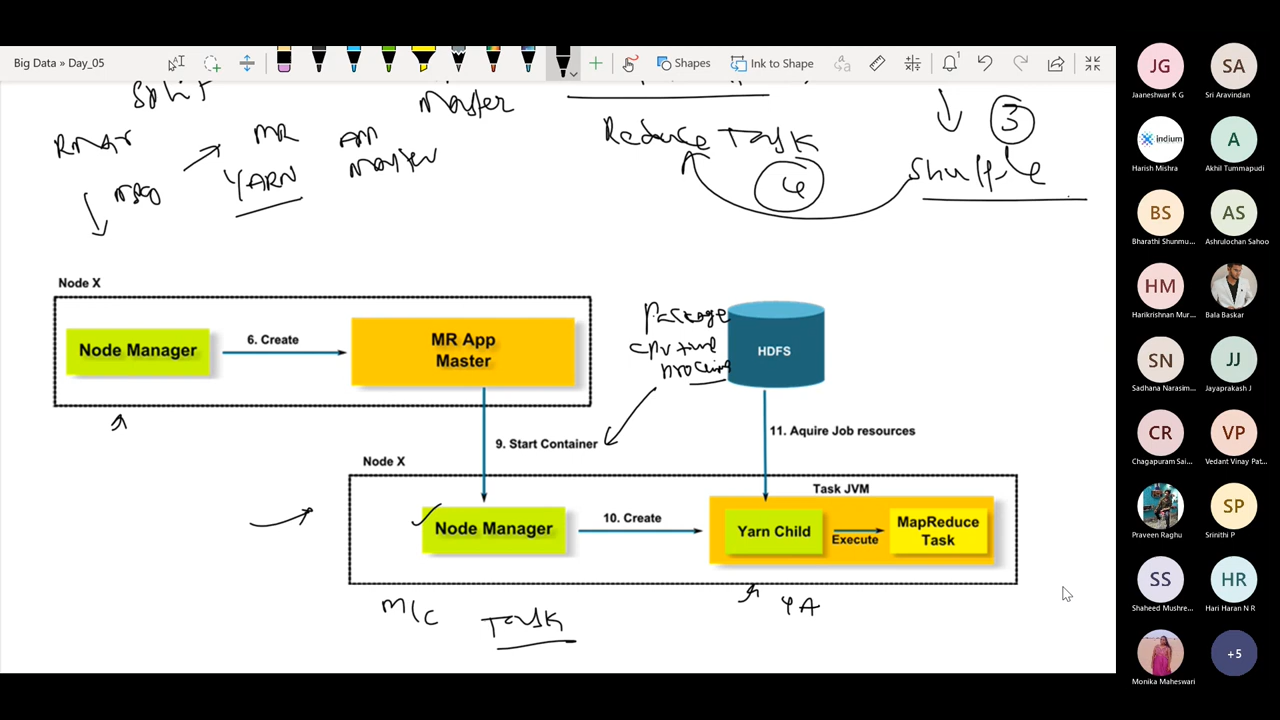 Big Data » Day_05
Shapes
Ink to Shape
Split
Master
3
MR
AM
Reduce Task
YARN
Master
4
Shuffle
Node X
Node Manager
6. Create
MR App
Master
Package
HDFS
9. Start Container
11. Aquire Job resources
Node X
Task JVM
Node Manager
10. Create
Yarn Child
Execute
MapReduce
Task
M/C
Task
YA
JG
SA
Jaaneshwar K G
Sri Aravindan
indium
A
Harish Mishra
Akhil Tummapudi
BS
AS
Bharathi Shunmu...
Ashrulochan Sahoo
HM
Harikrishnan Mur...
Bala Baskar
SN
JJ
Sadhana Narasim...
Jayaprakash J
CR
VP
Chagapuram Sai...
Vedant Vinay Pat...
SP
Praveen Raghu
Srinithi P
SS
HR
Shaheed Mushre...
Hari Haran N R
+5
Monika Maheswari